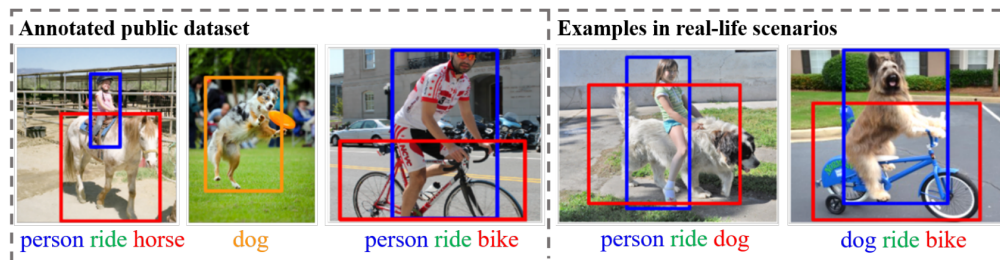 Annotated public dataset
person ride horse
dog
person ride bike
Examples in real-life scenarios
person ride dog
dog ride bike